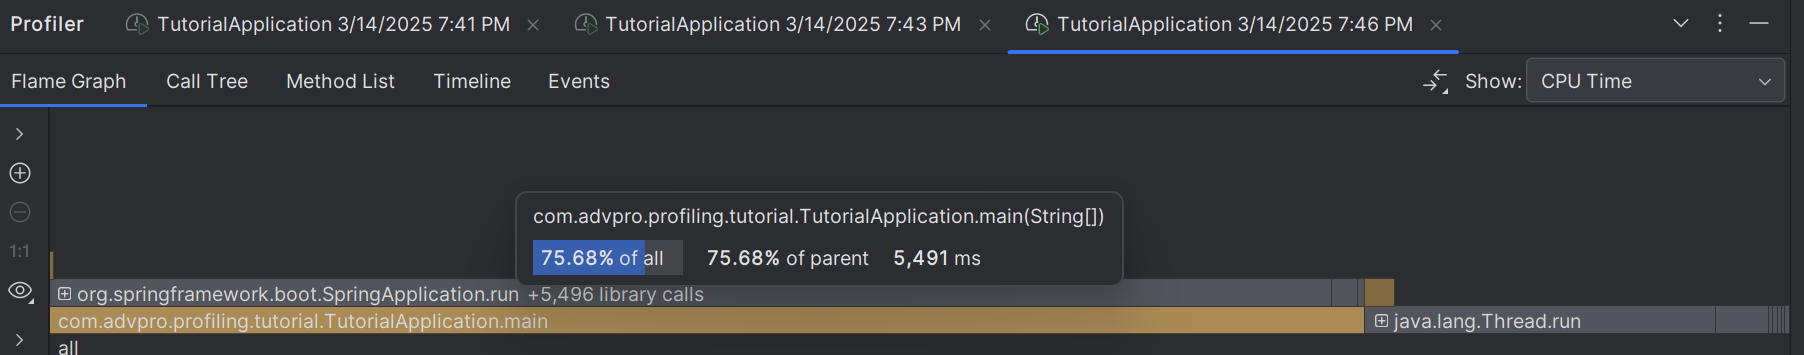 Profiler TutorialApplication 3/14/2025 7:41 PM TutorialApplication 3/14/2025 7:43 PM TutorialApplication 3/14/2025 7:46 PM
Flame Graph Call Tree Method List Timeline Events Show: CPU Time
com.advpro.profiling.tutorial.TutorialApplication.main(String[])
75.68% of all 75.68% of parent 5,491 ms
1:1
org.springframework.boot.SpringApplication.run +5,496 library calls
com.advpro.profiling.tutorial.TutorialApplication.main java.lang.Thread.run
all